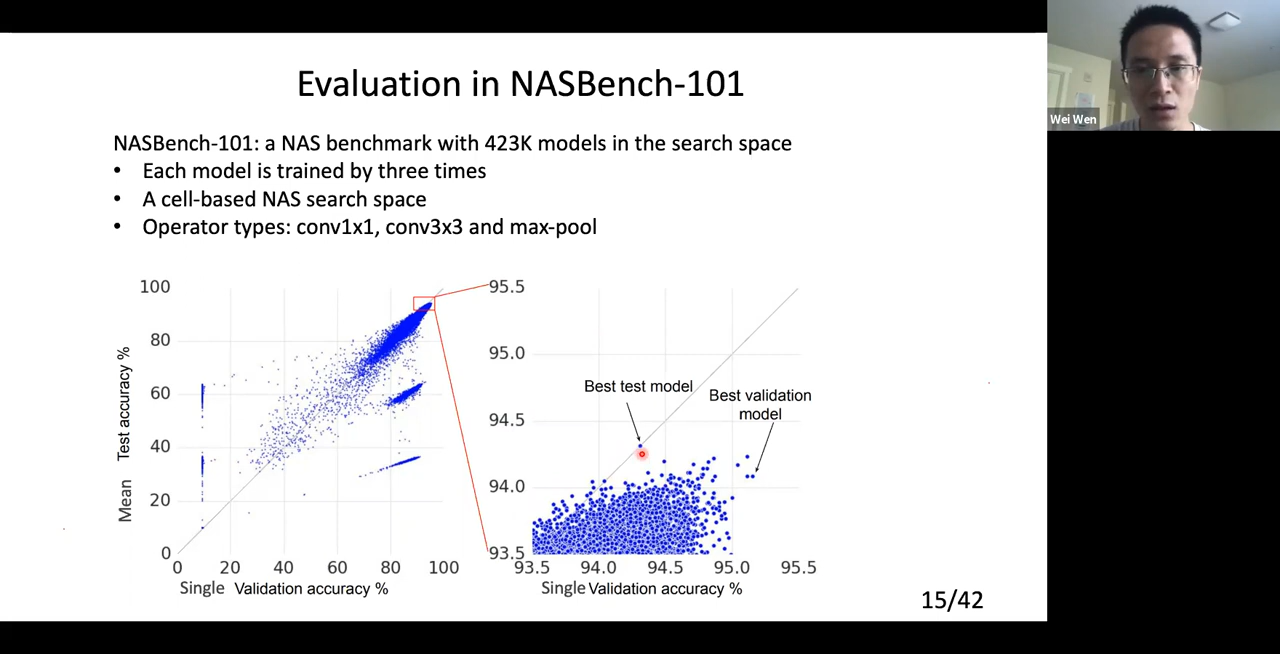 Evaluation in NASBench-101
NASBench-101: a NAS benchmark with 423K models in the search space
• Each model is trained by three times
• A cell-based NAS search space
• Operator types: conv1x1, conv3x3 and max-pool
100
80
60
40
20
0
Mean Test accuracy %
0 20 40 60 80 100
Single Validation accuracy %
95.5
95.0
94.5
94.0
93.5
Best test model
Best validation
model
93.5 94.0 94.5 95.0 95.5
Single Validation accuracy %
15/42
Wei Wen